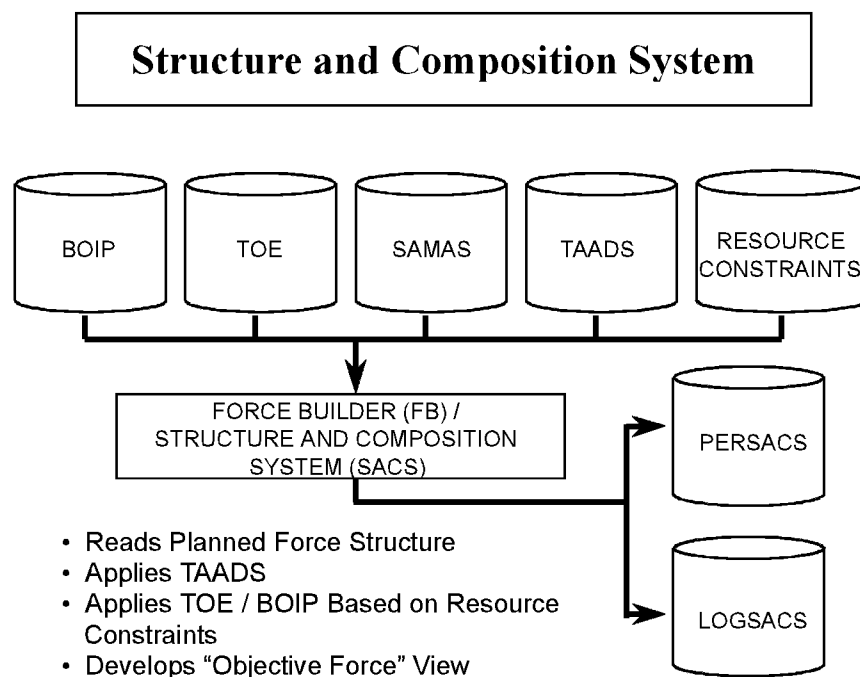 Structure and Composition System
BOIP
TOE
SAMAS
TAADS
RESOURCE
CONSTRAINTS
FORCE BUILDER (FB) /
STRUCTURE AND COMPOSITION
SYSTEM (SACS)
PERSACS
LOGSACS
• Reads Planned Force Structure
• Applies TAADS
• Applies TOE / BOIP Based on Resource
Constraints
• Develops “Objective Force” View